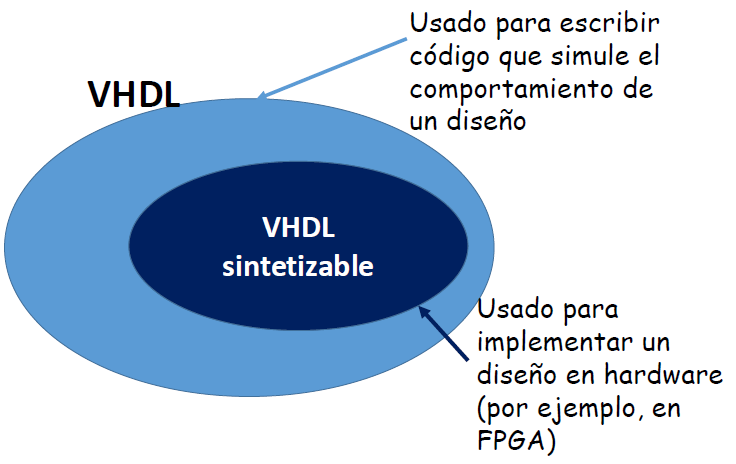 Usado para escribir
código que simule el
comportamiento de
un diseño
VHDL
VHDL
sintetizable
Usado para
implementar un
diseño en hardware
(por ejemplo, en
FPGA)